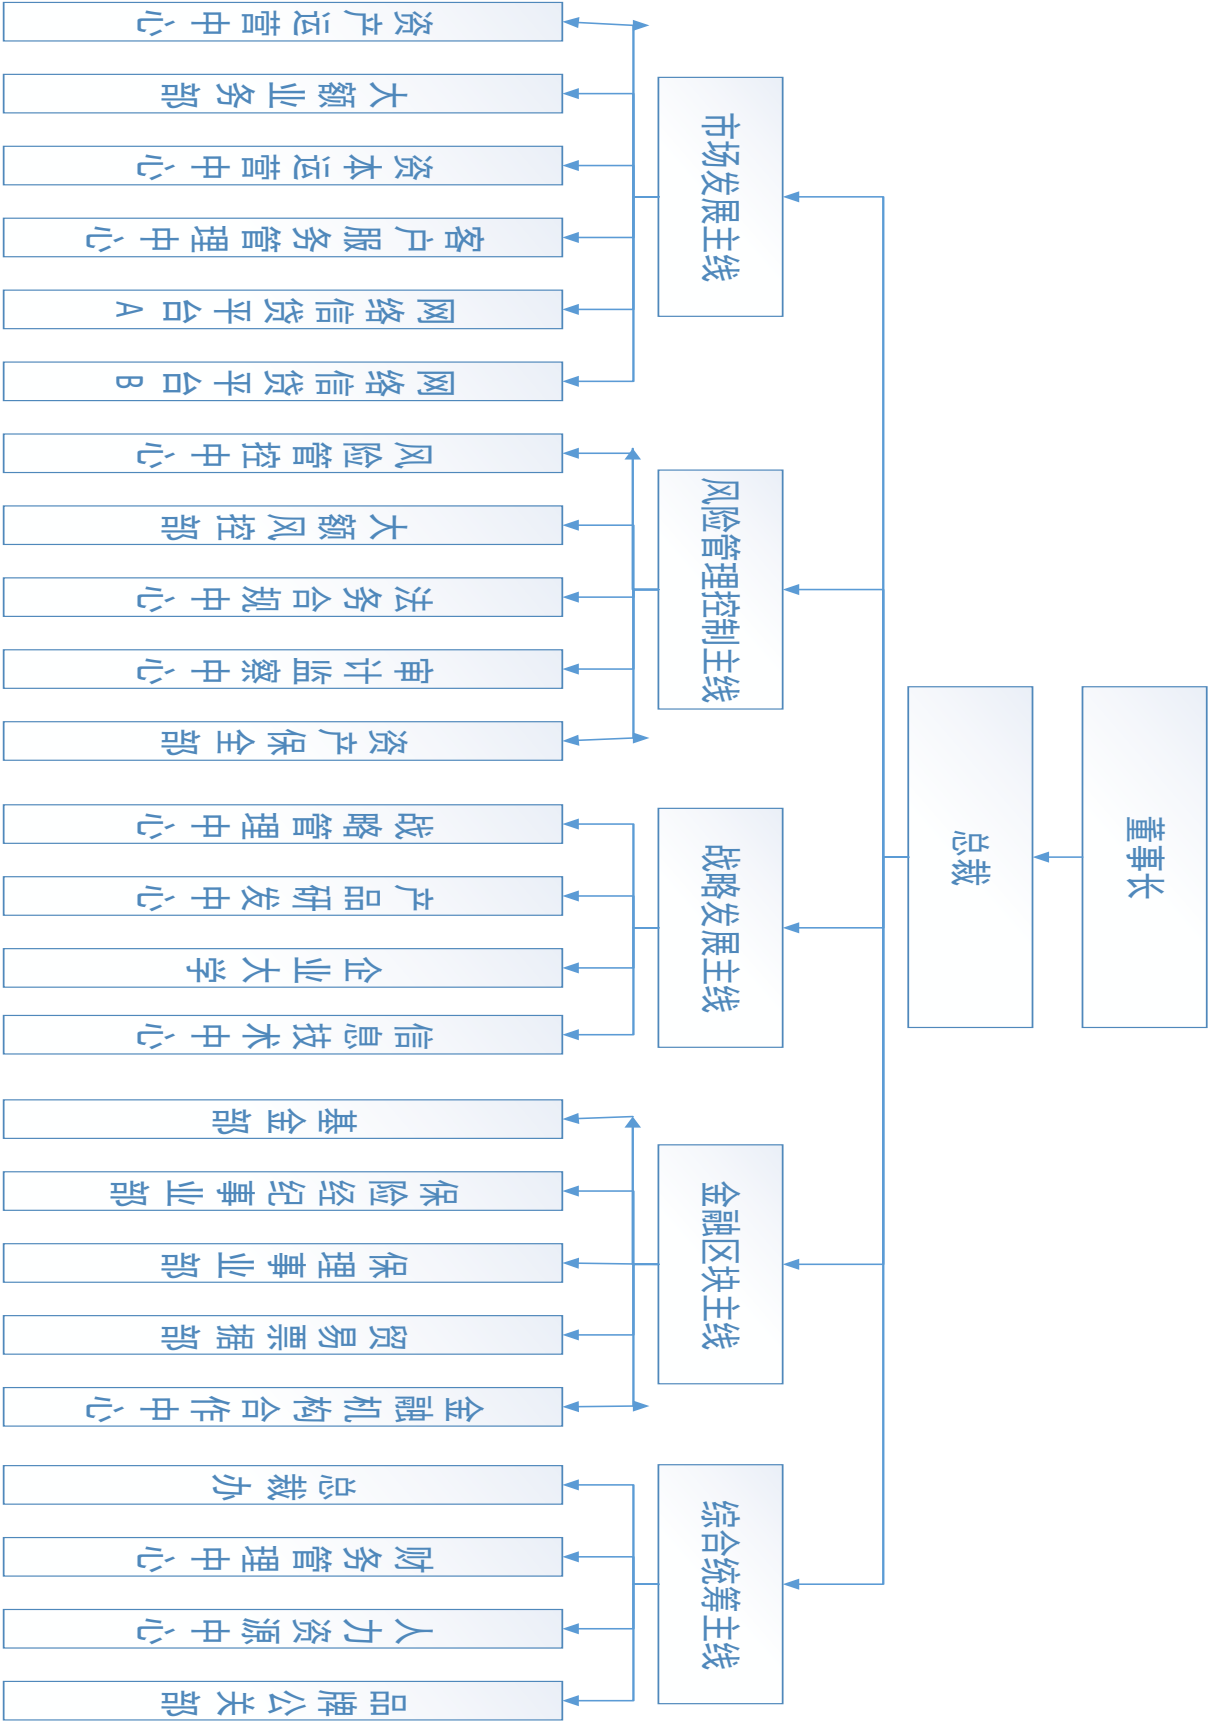 董事长
总裁
市场发展主线
风险管理控制主线
战略发展主线
金融区块主线
综合统筹主线
资产运营中心
大额业务部
资本运营中心
客户服务管理中心
网络信贷平台A
网络信贷平台B
风险管控中心
大额风控部
法务合规中心
审计监察中心
资产保全部
战略管理中心
产品研发中心
企业大学
信息技术中心
基金部
保险经纪事业部
保理事业部
贸易票据部
金融机构合作中心
总裁办
财务管理中心
人力资源中心
品牌公关部